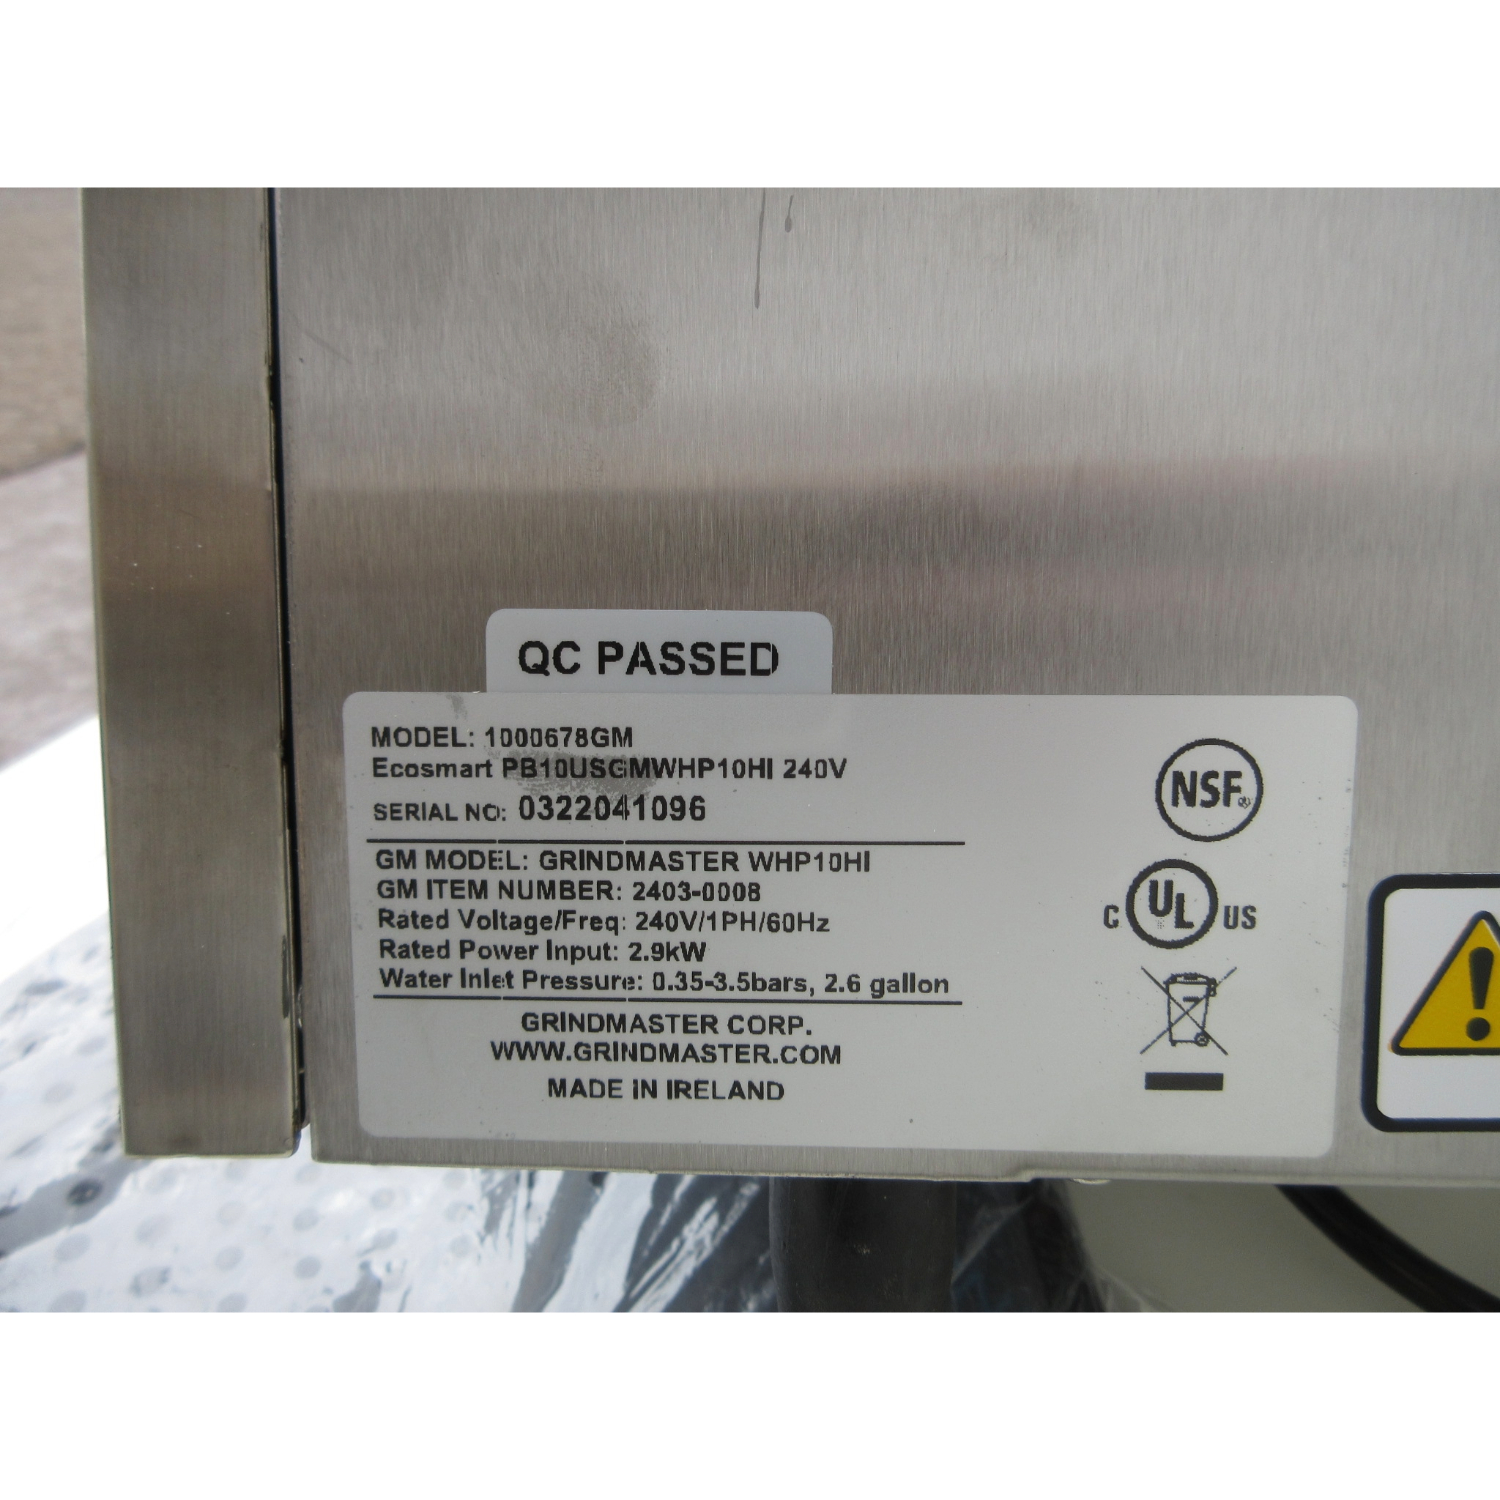 QC PASSED
MODEL: 1000678GM
Ecosmart PB10USGMWHP10HI 240V
SERIAL NO: 0322041096
GM MODEL: GRINDMASTER WHP10HI
GM ITEM NUMBER: 2403-0008
Rated Voltage/Freq: 240V/1PH/60Hz
Rated Power Input: 2.9kW
Water Inlet Pressure: 0.35-3.5bars, 2.6 gallon
GRINDMASTER CORP.
WWW.GRINDMASTER.COM
MADE IN IRELAND
NSF®
C UL US
!